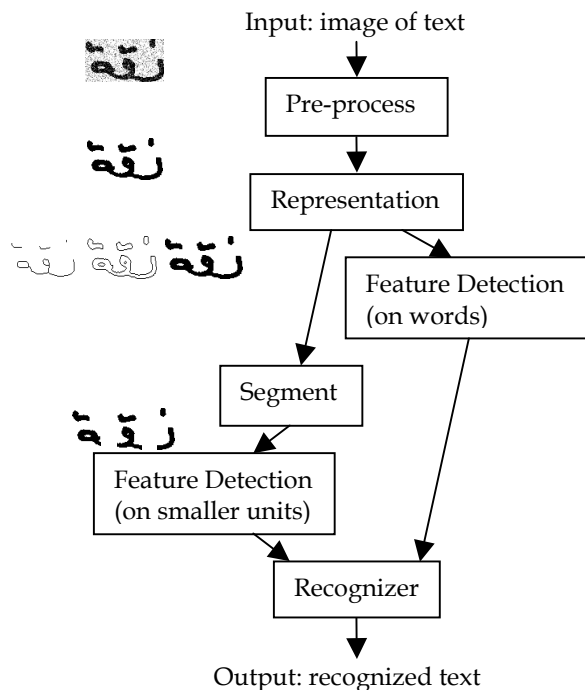 Input: image of text
Pre-process
Representation
Feature Detection
(on words)
Segment
Feature Detection
(on smaller units)
Recognizer
Output: recognized text